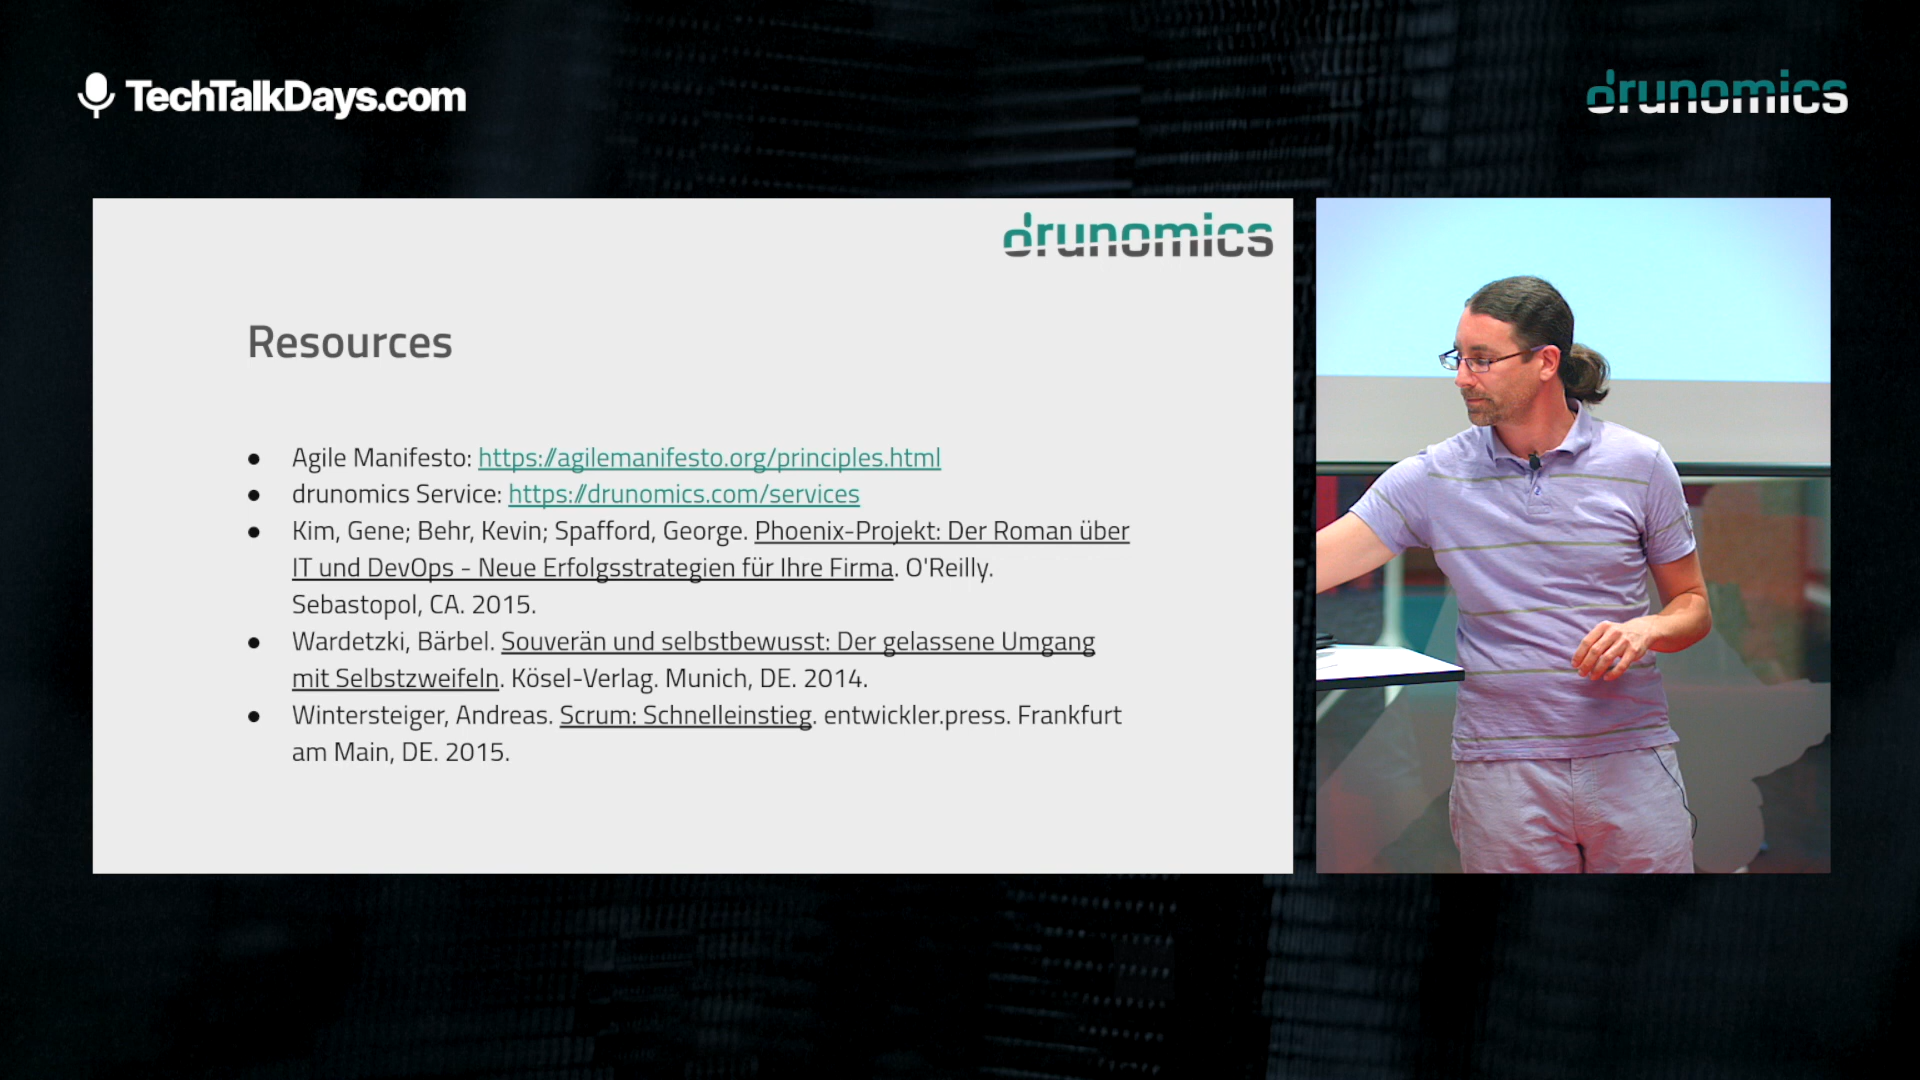 TechTalkDays.com
drunomics
drunomics
Resources
● Agile Manifesto: https://agilemanifesto.org/principles.html
● drunomics Service: https://drunomics.com/services
● Kim, Gene; Behr, Kevin; Spafford, George. Phoenix-Projekt: Der Roman über
IT und DevOps - Neue Erfolgsstrategien für Ihre Firma. O'Reilly.
Sebastopol, CA. 2015.
● Wardetzki, Bärbel. Souverän und selbstbewusst: Der gelassene Umgang
mit Selbstzweifeln. Kösel-Verlag. Munich, DE. 2014.
● Wintersteiger, Andreas. Scrum: Schnelleinstieg. entwickler.press. Frankfurt
am Main, DE. 2015.